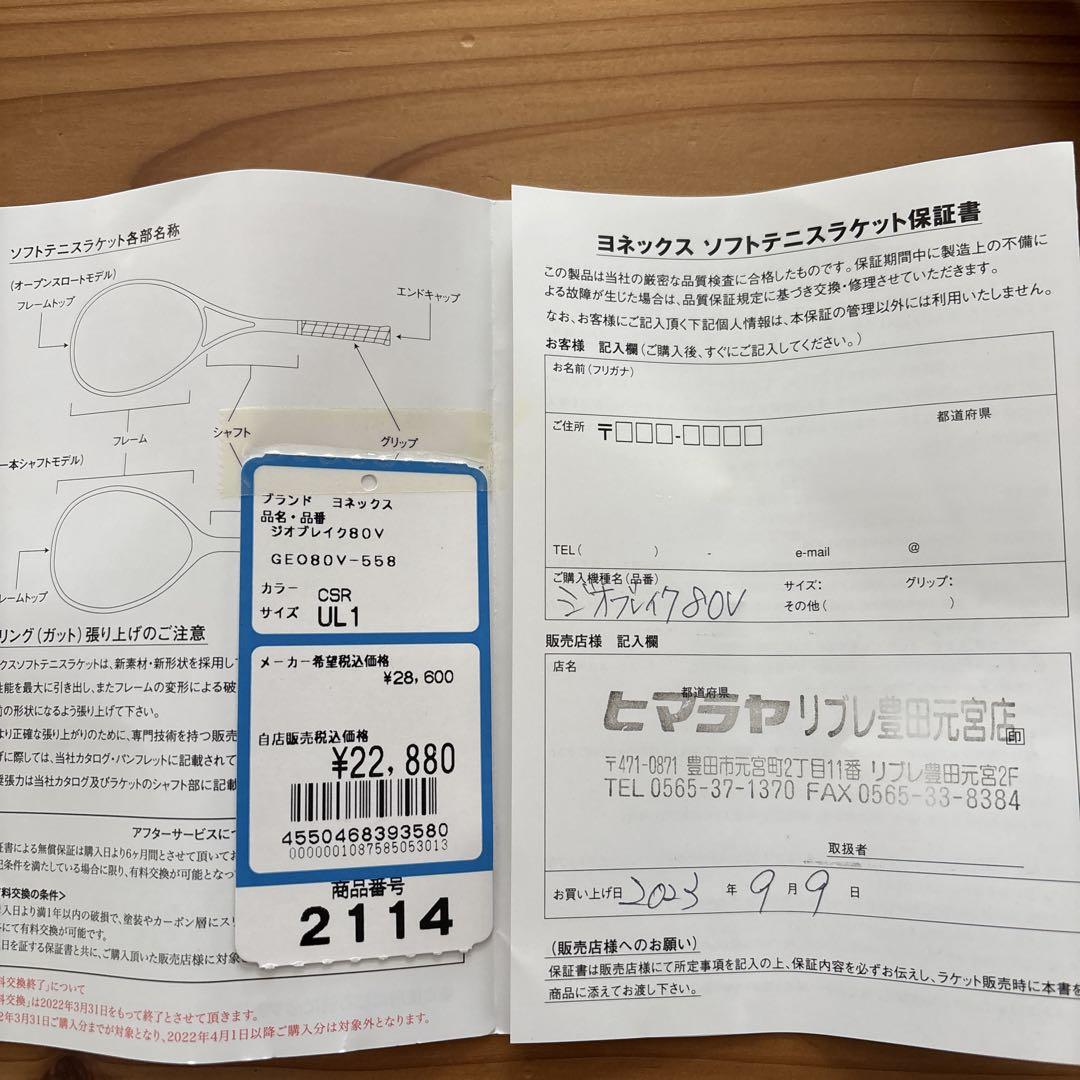 ソフトテニスラケット各部名称
(オープンスロートモデル)
フレームトップ
エンドキャップ
フレーム
シャフト
グリップ
一本シャフトモデル)
レームトップ
リング(ガット)張り上げのご注意
クスソフトテニスラケットは、新素材・新形状を採用し
性能を最大に引き出し、またフレームの変形による破
前の形状になるよう張り上げて下さい。
より正確な張り上がりのために、専門技術を持つ販売
げに際しては、当社カタログ・パンフレットに記載されて
張力は当社カタログ及びラケットのシャフト部に記載
アフターサービスにつ
証書による無償保証は購入日より6ヶ月間とさせて頂いてお
記条件を満たしている場合に限り、有料交換が可能となっ
料交換の条件>
入日より満1年以内の破損で、塗装やカーボン層にス
にて有料交換が可能です。
日を証する保証書と共に、ご購入頂いた販売店様に対象
料交換終了」について
料交換」は2022年3月31日をもって終了とさせて頂きます。
2年3月31日ご購入分までが対象となり、2022年4月1日以降ご購入分は対象外となります。
ブランド ヨネックス
品名・品番
ジオブレイク80V
GEO80V-558
カラー CSR
サイズ UL1
メーカー希望税込価格
¥28,600
自店販売税込価格
¥22,880
4550468393580
0000001087585053013
商品番号
2114
ヨネックス ソフトテニスラケット保証書
この製品は当社の厳密な品質検査に合格したものです。保証期間中に製造上の不備に
よる故障が生じた場合は、品質保証規定に基づき交換・修理させていただきます。
なお、お客様にご記入頂く下記個人情報は、本保証の管理以外には利用いたしません。
お客様 記入欄(ご購入後、すぐにご記入してください。)
お名前(フリガナ)
ご住所 〒□□□-□□□□ 都道府県
TEL( ) - e-mail @
ご購入機種名(品番) サイズ: グリップ:
ジオブレイク80V その他( )
販売店様 記入欄
店名
都道府県
ヒマラヤ リブレ豊田元宮店 印
〒471-0871 豊田市元宮町2丁目11番 リブレ豊田元宮2F
TEL 0565-37-1370 FAX 0565-33-8384
取扱者
お買い上げ日 2023 年 9 月 9 日
(販売店様へのお願い)
保証書は販売店様にて所定事項を記入の上、保証内容を必ずお伝えし、ラケット販売時に本書を
商品に添えてお渡し下さい。